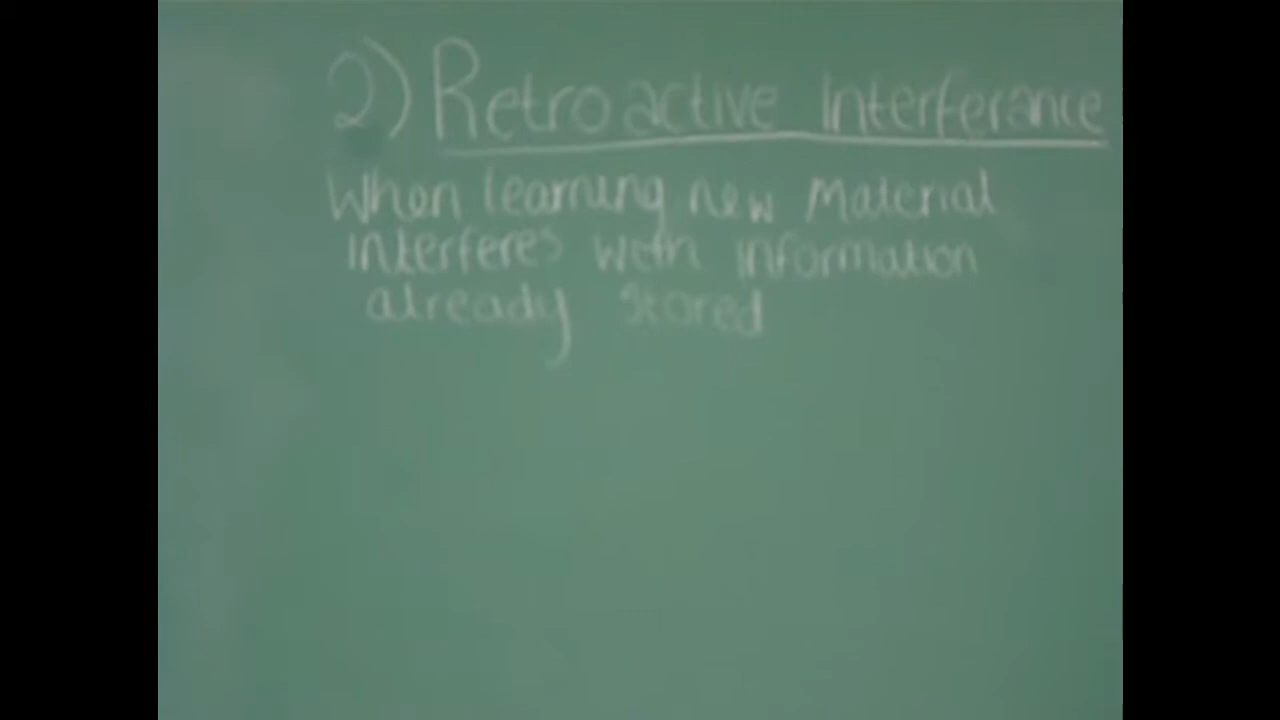 2) Retroactive Interferance
When learning new Material
interferes with information
already stored